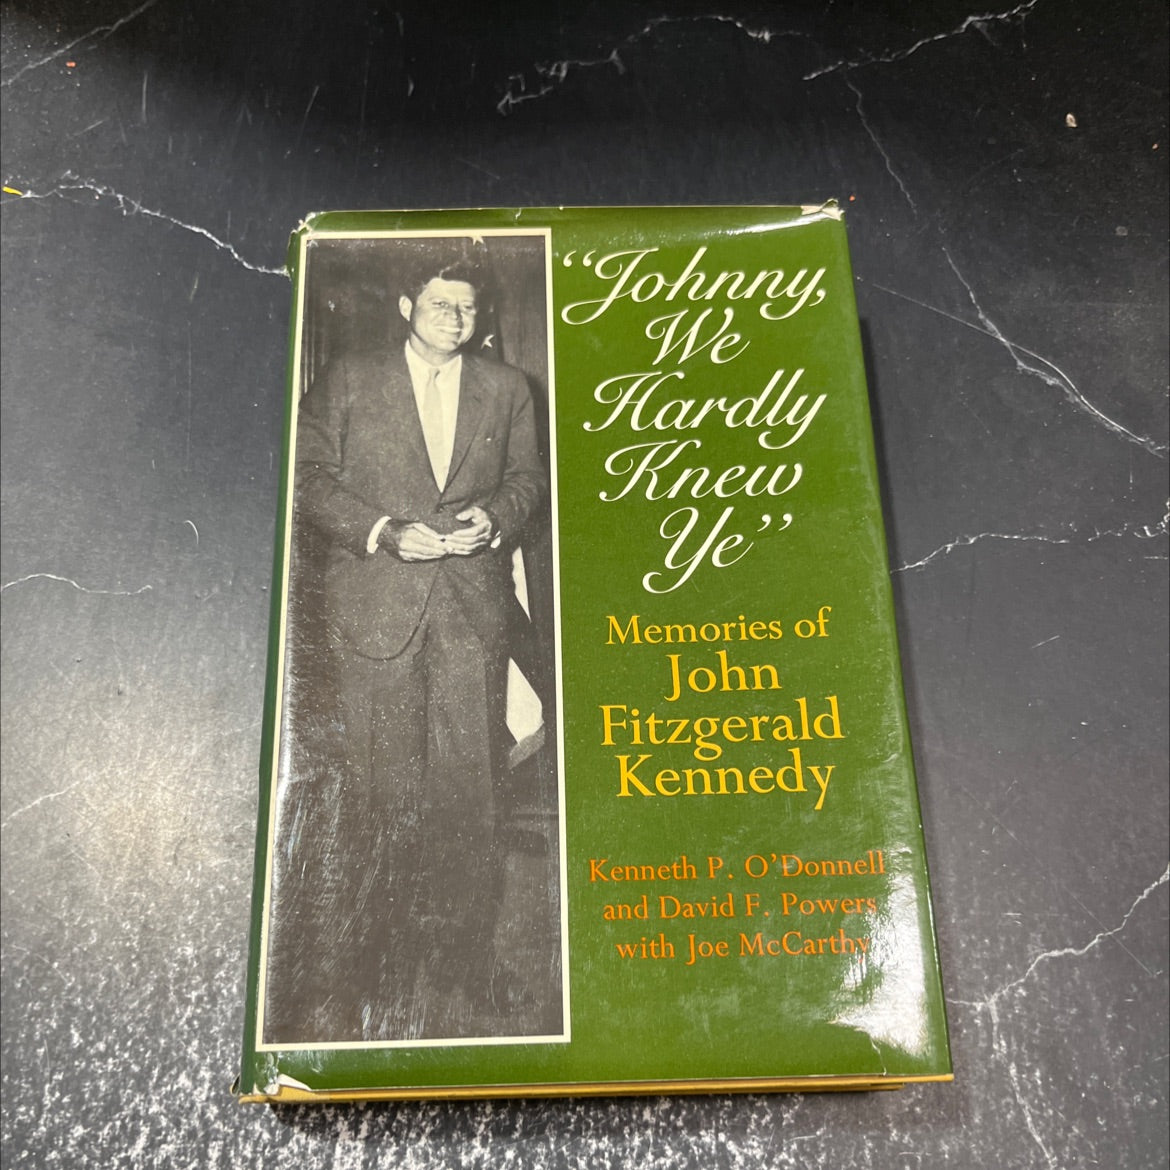 “Johnny,
We
Hardly
Knew
Ye”
Memories of
John
Fitzgerald
Kennedy
Kenneth P. O’Donnell
and David F. Powers
with Joe McCarthy